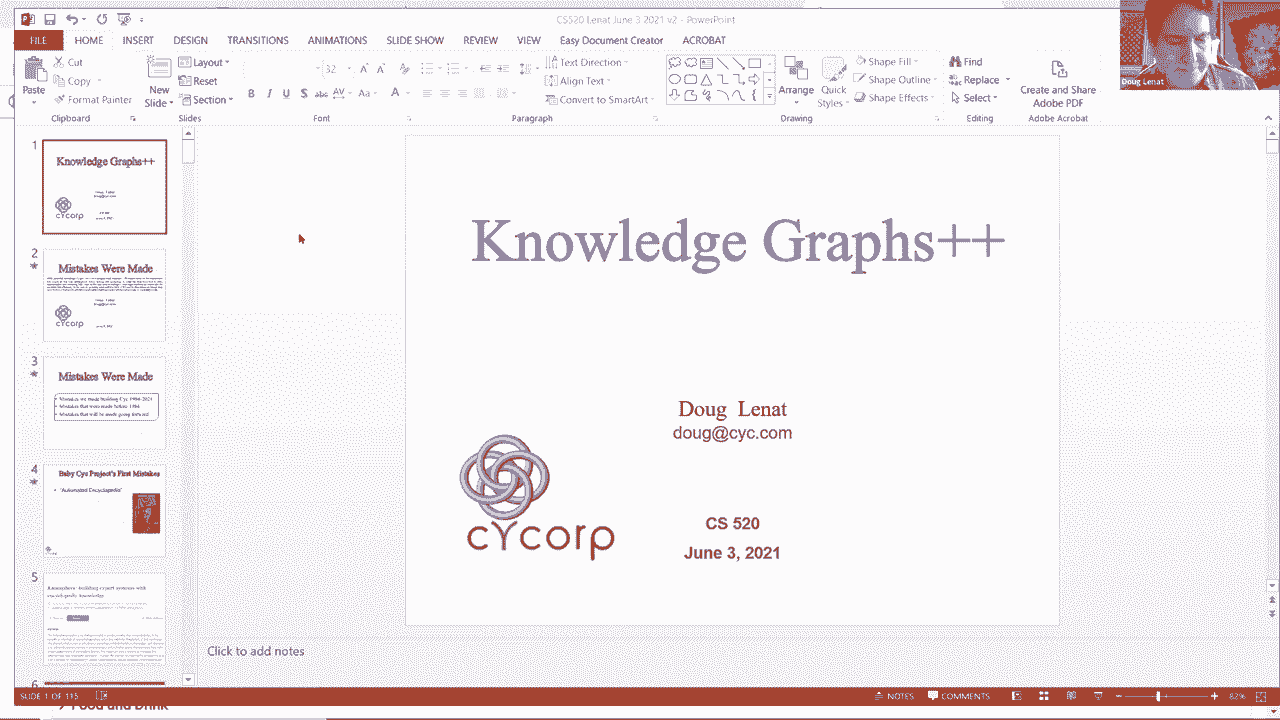 CS520 Lenat June 3 2021 v2 - PowerPoint
FILE HOME INSERT DESIGN TRANSITIONS ANIMATIONS SLIDE SHOW REVIEW VIEW Easy Document Creator ACROBAT
Paste
Cut
Copy
Format Painter
Clipboard
New Slide
Layout
Reset
Section
Slides
32
B I U S abc AV Aa A
Font
Text Direction
Align Text
Convert to SmartArt
Paragraph
Arrange
Quick Styles
Shape Fill
Shape Outline
Shape Effects
Drawing
Find
Replace
Select
Editing
Create and Share Adobe PDF
Adobe Acrobat
Doug Lenat
1
Knowledge Graphs++
cycorp
2
Mistakes Were Made
cycorp
3
Mistakes Were Made
• Mistakes we made building Cyc 1984-2021
• Mistakes that were made before 1984
• Mistakes that will be made going forward
4
Baby Cyc Project's First Mistakes
• "Automated Encyclopedia"
5
Knowledge Graphs++
Doug Lenat
doug@cyc.com
cycorp
CS 520
June 3, 2021
Click to add notes
6
SLIDE 1 OF 115
NOTES
COMMENTS
82%
Food and Drink